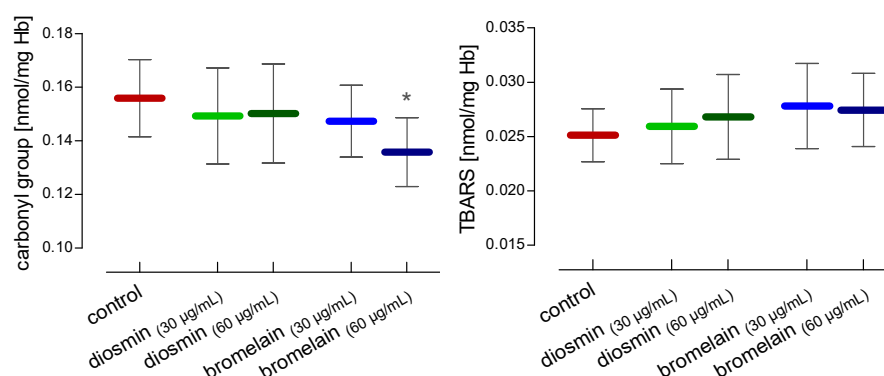 carbonyl group [nmol/mg Hb]
0.18
0.16
0.14
0.12
0.10
*
control
diosmin (30 µg/mL)
diosmin (60 µg/mL)
bromelain (30 µg/mL)
bromelain (60 µg/mL)
TBARS [nmol/mg Hb]
0.035
0.030
0.025
0.020
0.015
control
diosmin (30 µg/mL)
diosmin (60 µg/mL)
bromelain (30 µg/mL)
bromelain (60 µg/mL)